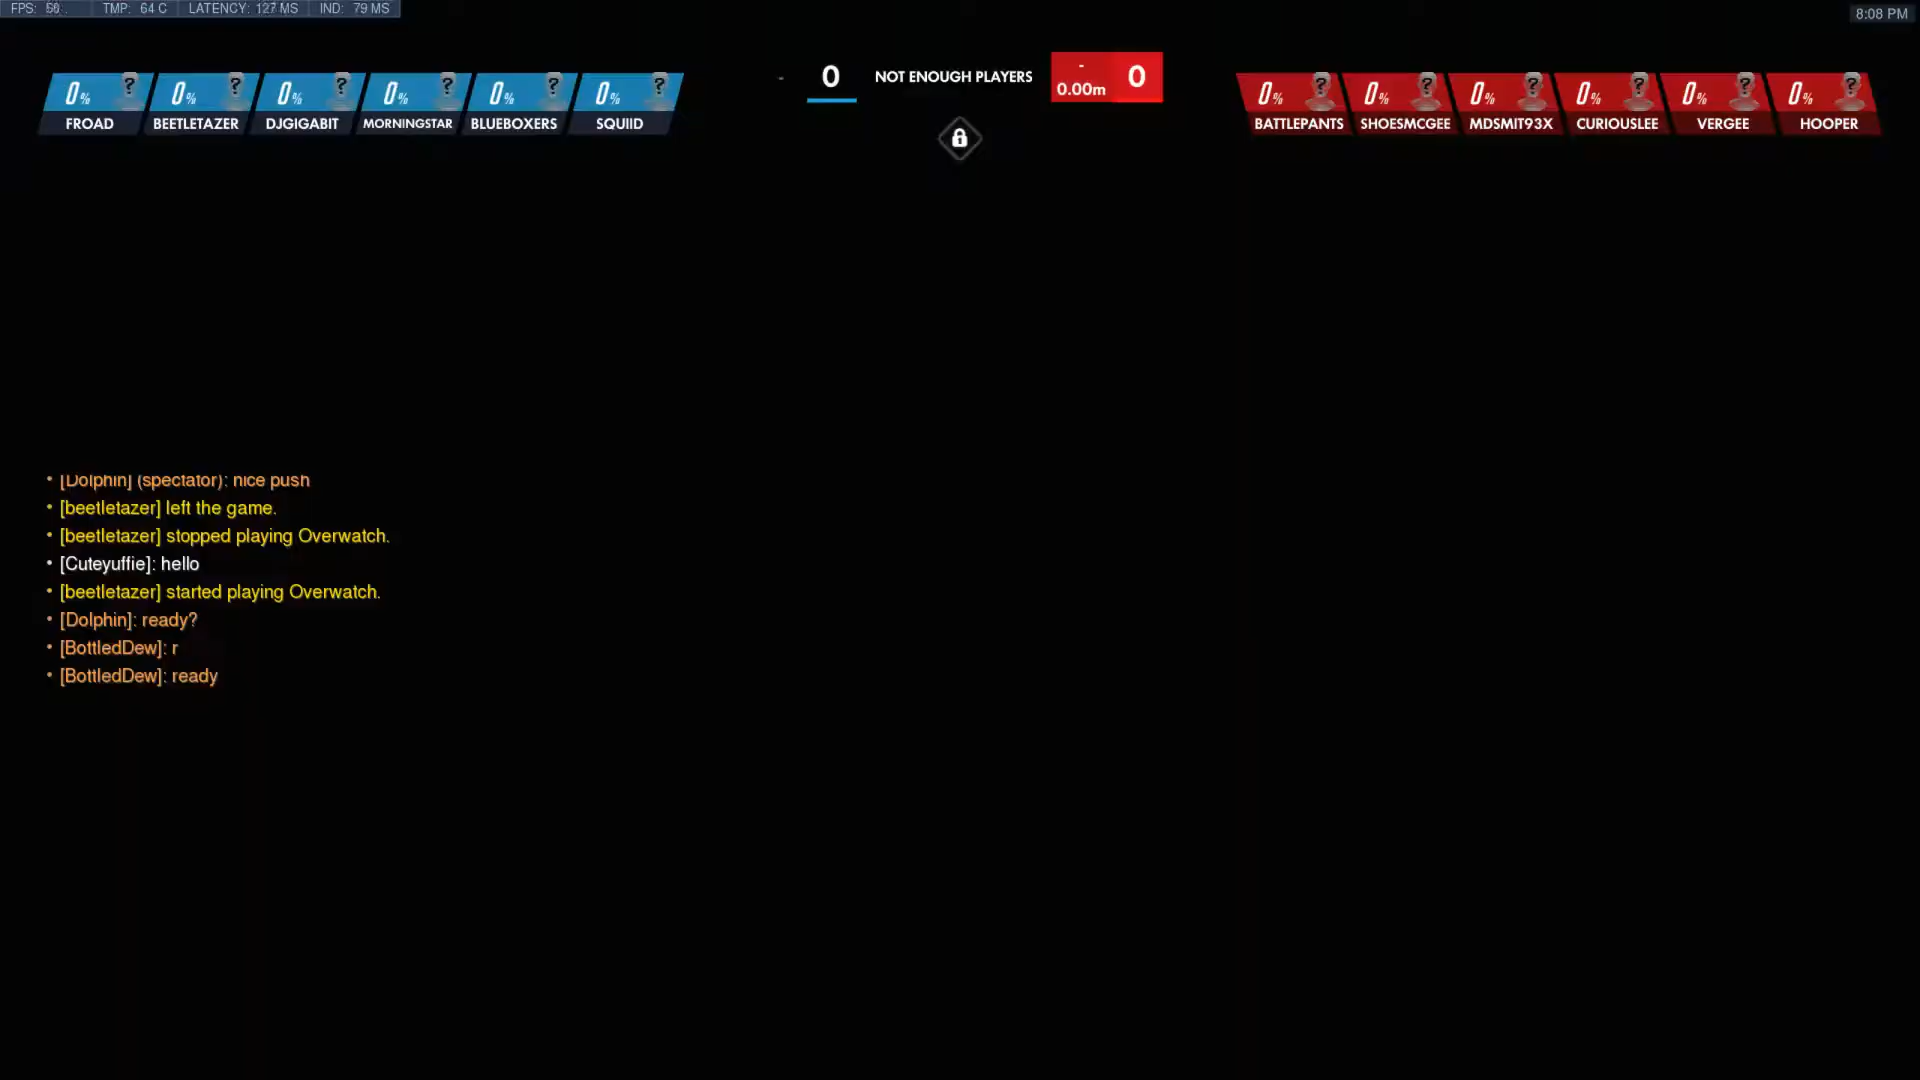 FPS: TMP: 64 C LATENCY: 127 MS IND: 79 MS
8:08 PM
0% 0% 0% 0% 0% 0%
FROAD BEETLETAZER DJGIGABIT MORNINGSTAR BLUEBOXERS SQUIID
- 0 NOT ENOUGH PLAYERS - 0.00m 0
0% 0% 0% 0% 0% 0%
BATTLEPANTS SHOESMCGEE MDSMIT93X CURIOUSLEE VERGEE HOOPER
• [Dolphin] (spectator): nice push
• [beetletazer] left the game.
• [beetletazer] stopped playing Overwatch.
• [Cuteyuffie]: hello
• [beetletazer] started playing Overwatch.
• [Dolphin]: ready?
• [BottledDew]: r
• [BottledDew]: ready